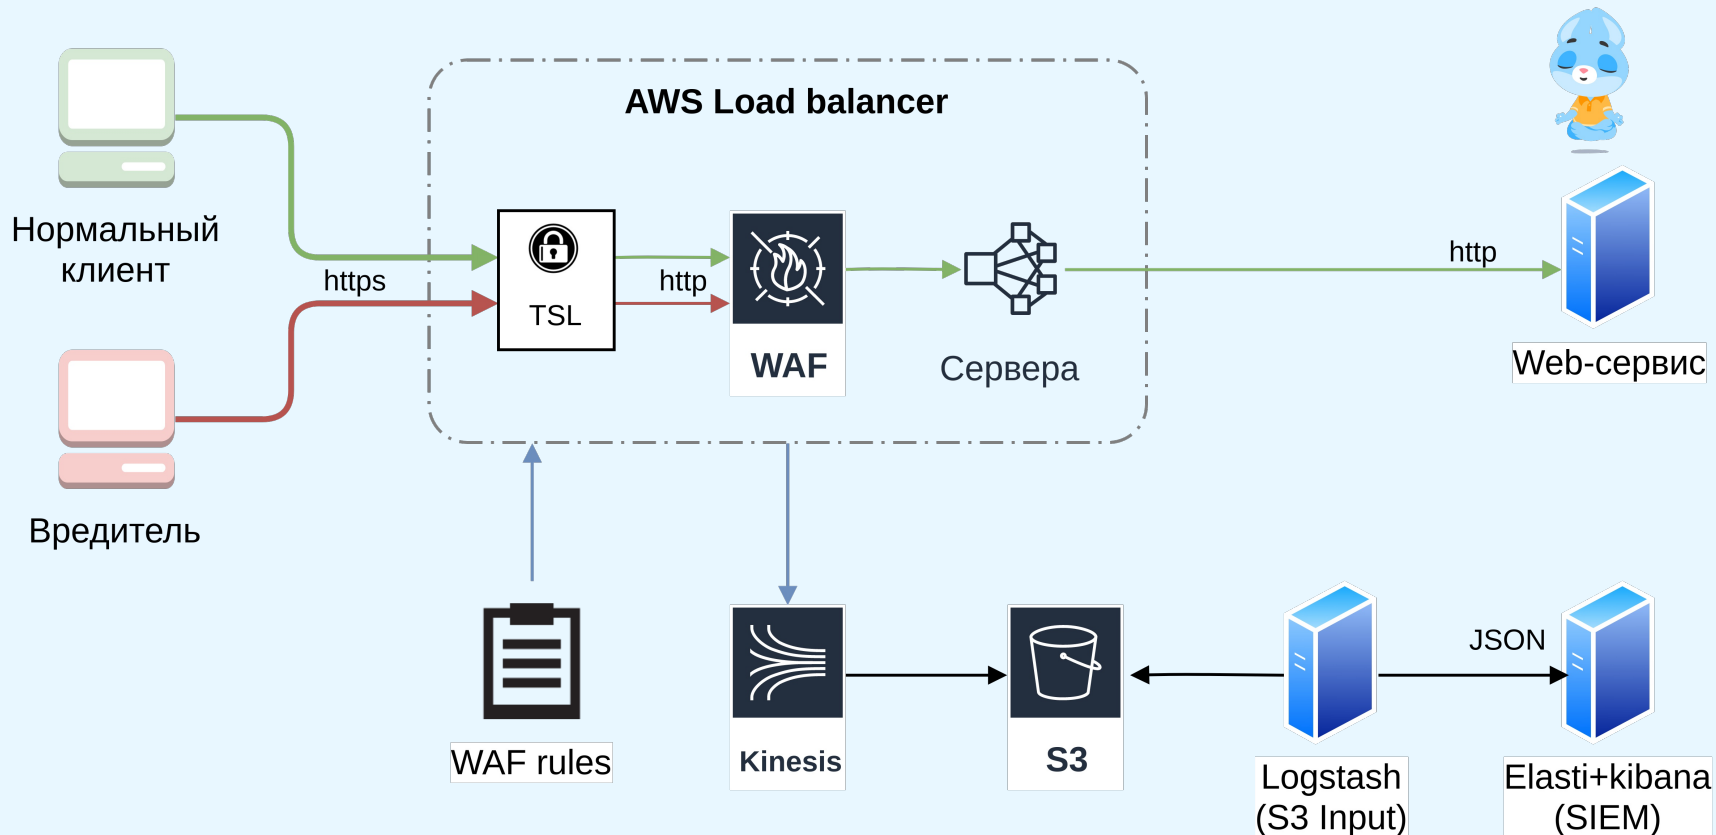 AWS Load balancer
Нормальный
клиент
https
TSL
http
WAF
Сервера
http
Web-сервис
Вредитель
WAF rules
Kinesis
S3
Logstash
(S3 Input)
JSON
Elasti+kibana
(SIEM)